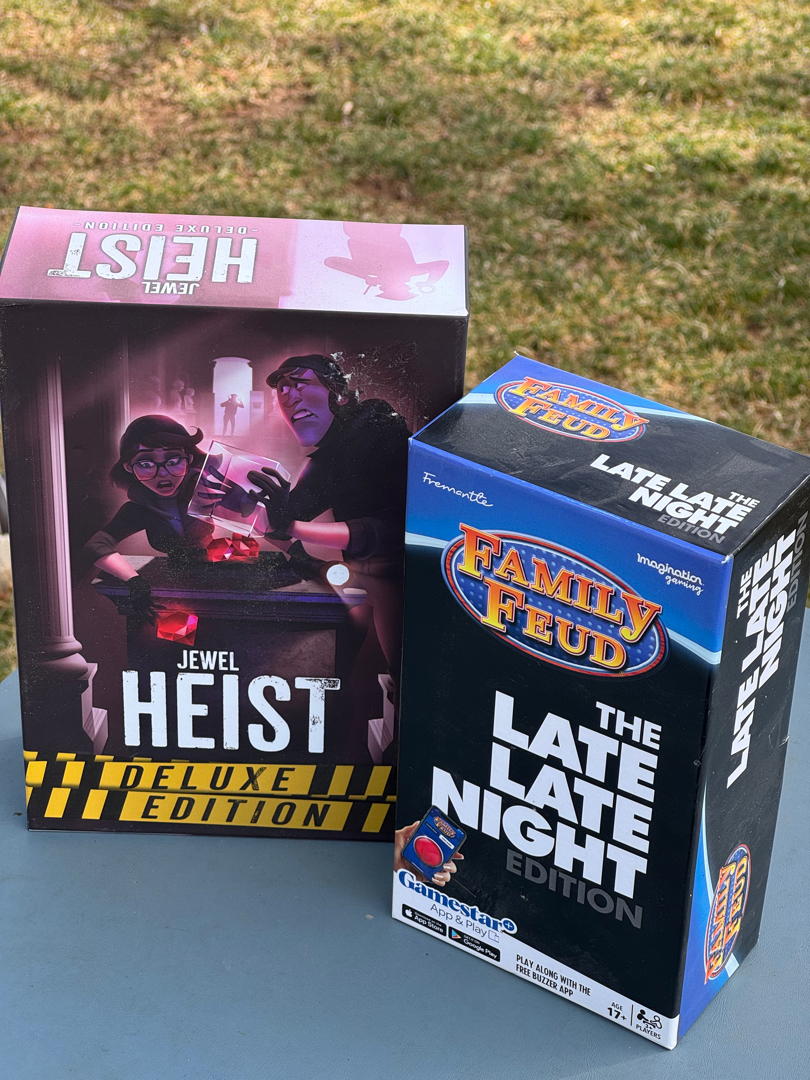 -DELUXE EDITION-
HEIST
JEWEL
JEWEL
HEIST
DELUXE
EDITION
FAMILY
FEUD
THE
LATE LATE
NIGHT
EDITION
Fremantle
imagination
gaming
FAMILY
FEUD
THE
LATE
LATE
NIGHT
EDITION
Gamestar+
App & Play
App Store
Google Play
PLAY ALONG WITH THE
FREE BUZZER APP
AGE
17+
PLAYERS
THE
LATE LATE
NIGHT
EDITION
FAMILY
FEUD